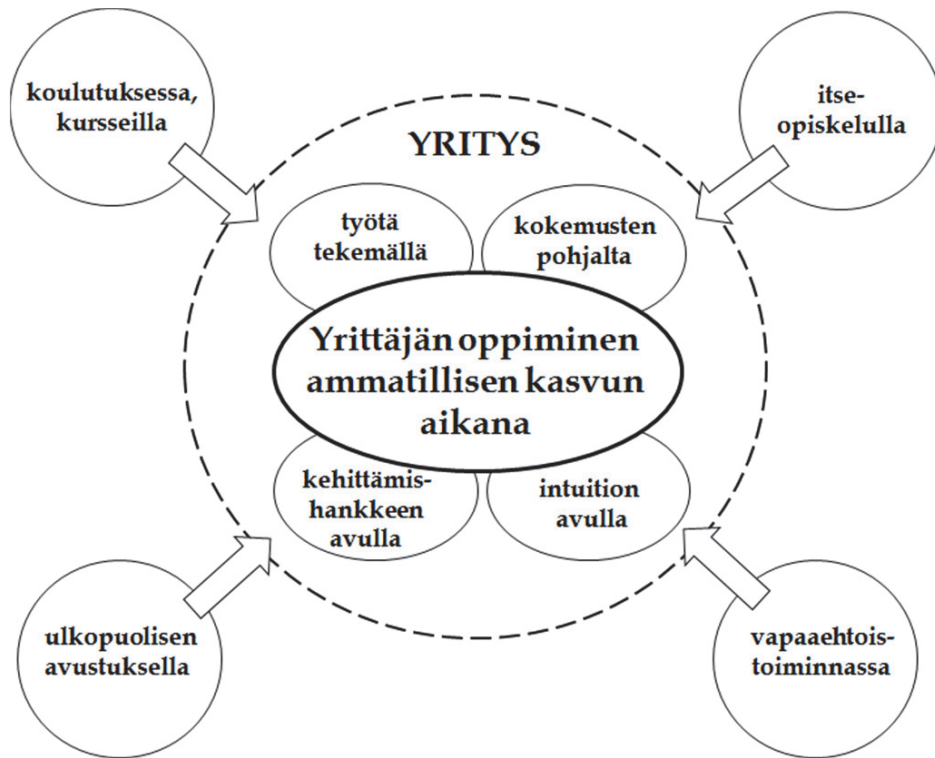 koulutuksessa,
kursseilla
itse-
opiskelulla
YRITYS
työtä
tekemällä
kokemusten
pohjalta
Yrittäjän oppiminen
ammatillisen kasvun
aikana
kehittämis-
hankkeen
avulla
intuition
avulla
ulkopuolisen
avustuksella
vapaaehtois-
toiminnassa